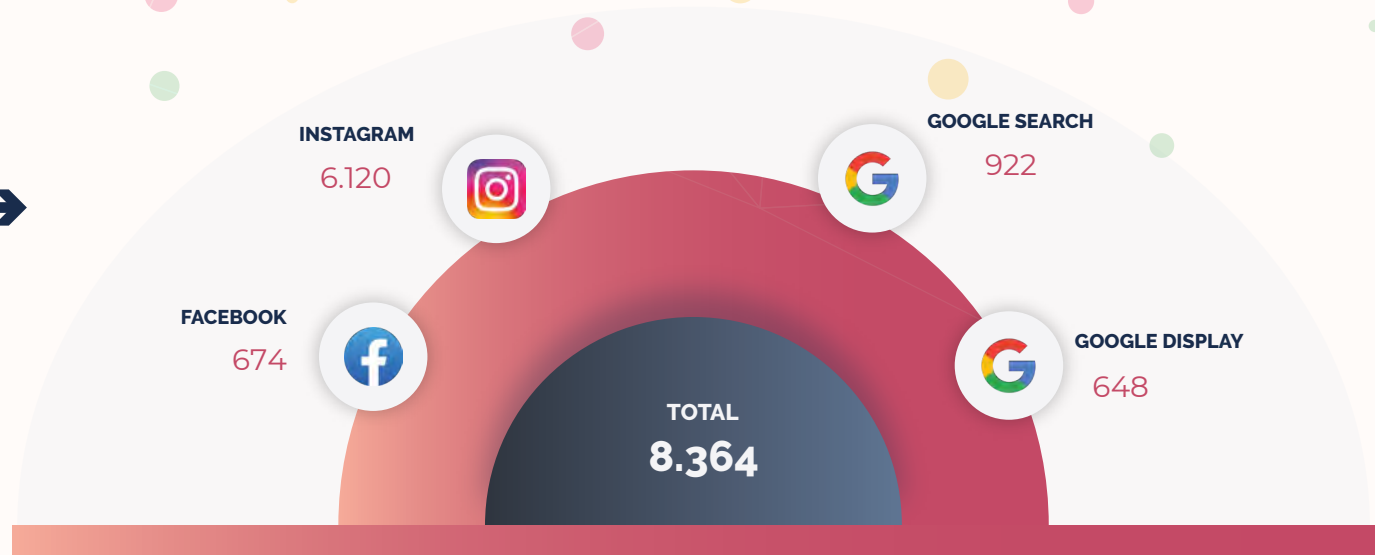 INSTAGRAM
6.120
GOOGLE SEARCH
922
FACEBOOK
674
GOOGLE DISPLAY
648
TOTAL
8.364